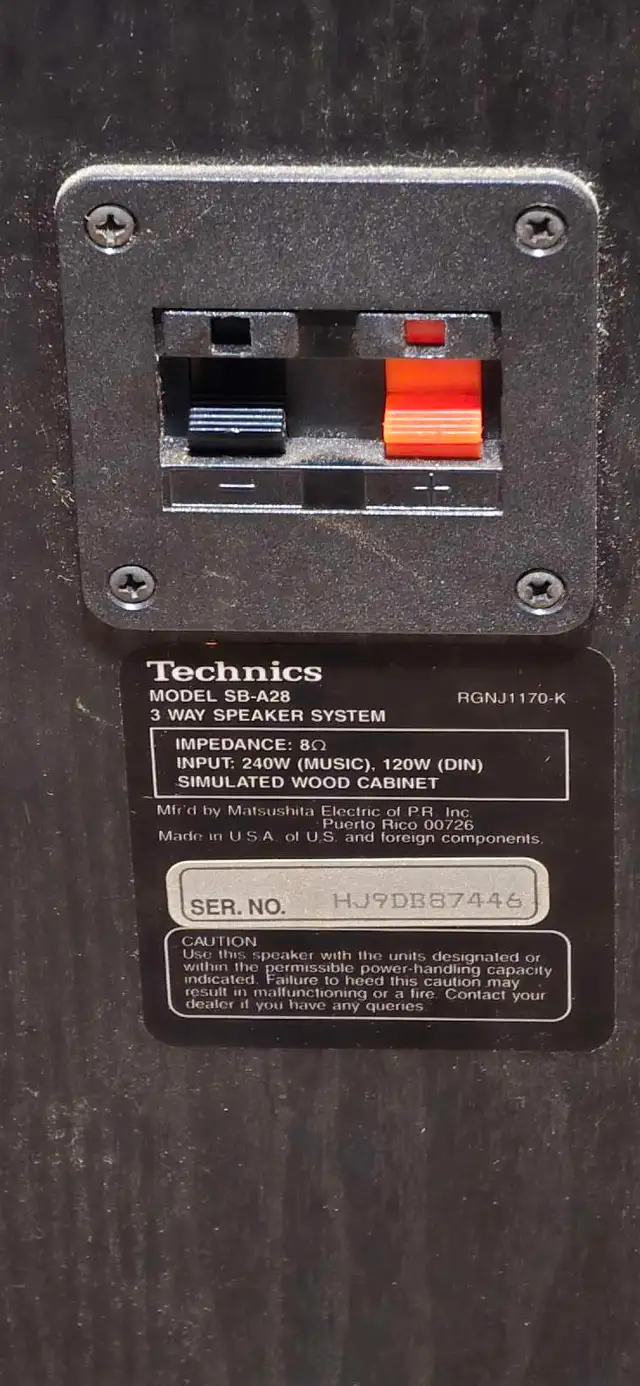 − +
Technics
MODEL SB-A28 RGNJ1170-K
3 WAY SPEAKER SYSTEM
IMPEDANCE: 8Ω
INPUT: 240W (MUSIC), 120W (DIN)
SIMULATED WOOD CABINET
Mfr'd by Matsushita Electric of P.R. Inc.
Puerto Rico 00726
Made in U.S.A. of U.S. and foreign components.
SER. NO. HJ9DB87446
CAUTION
Use this speaker with the units designated or
within the permissible power-handling capacity
indicated. Failure to heed this caution may
result in malfunctioning or a fire. Contact your
dealer if you have any queries.